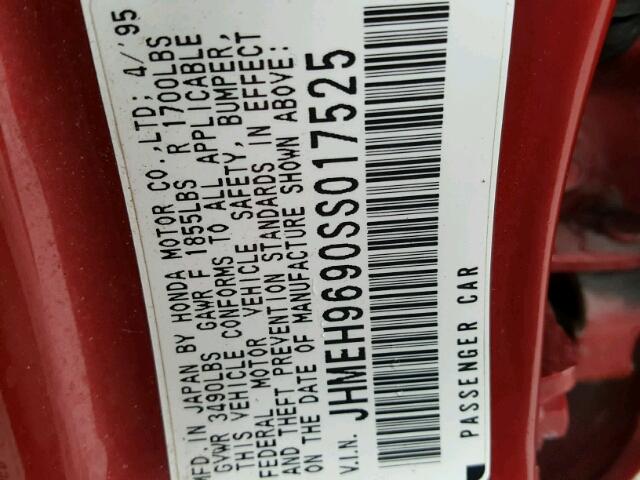 MFD. IN JAPAN BY HONDA MOTOR CO.,LTD; 4/'95
GVWR 3490LBS GAWR F 1855LBS R 1700LBS
THIS VEHICLE CONFORMS TO ALL APPLICABLE
FEDERAL MOTOR VEHICLE SAFETY, BUMPER,
AND THEFT PREVENTION STANDARDS IN EFFECT
ON THE DATE OF MANUFACTURE SHOWN ABOVE:
V.I.N. JHMEH9690SS017525
PASSENGER CAR